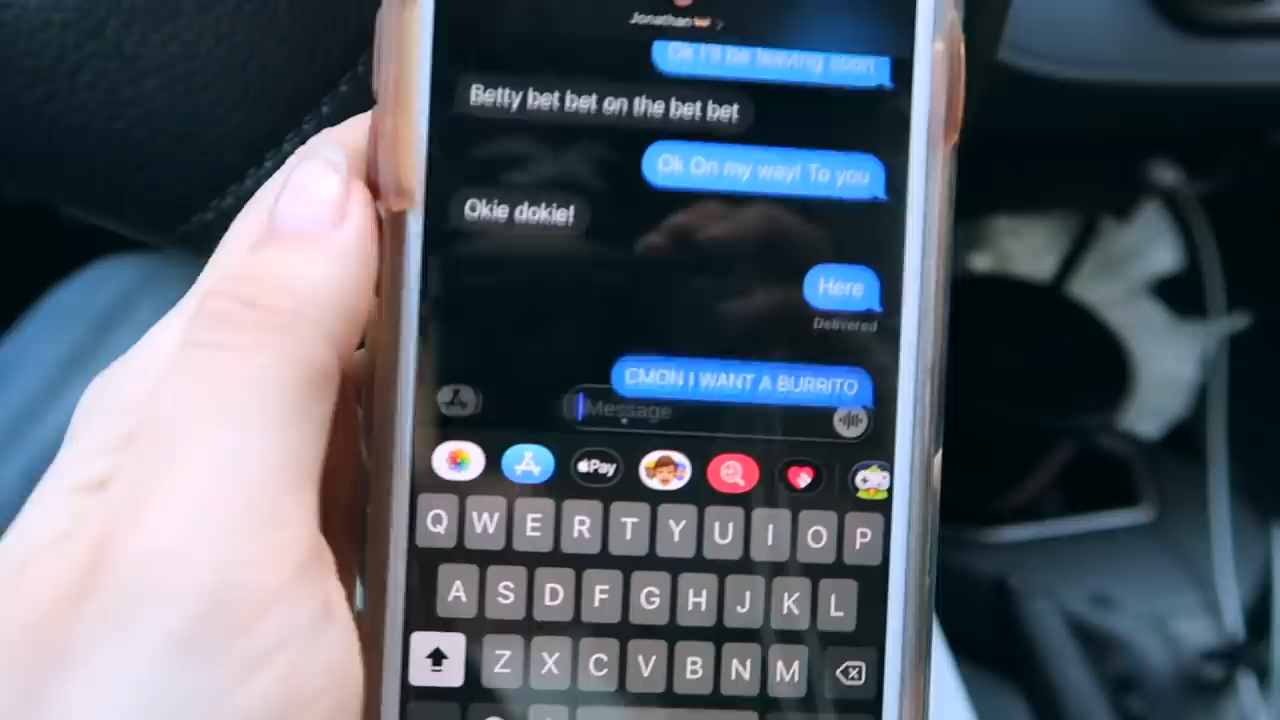 Jonathan
Ok I'll be leaving soon
Betty bet bet on the bet bet
Ok On my way! To you
Okie dokie!
Here
Delivered
CMON I WANT A BURRITO
Message
Pay
Q W E R T Y U I O P
A S D F G H J K L
Z X C V B N M